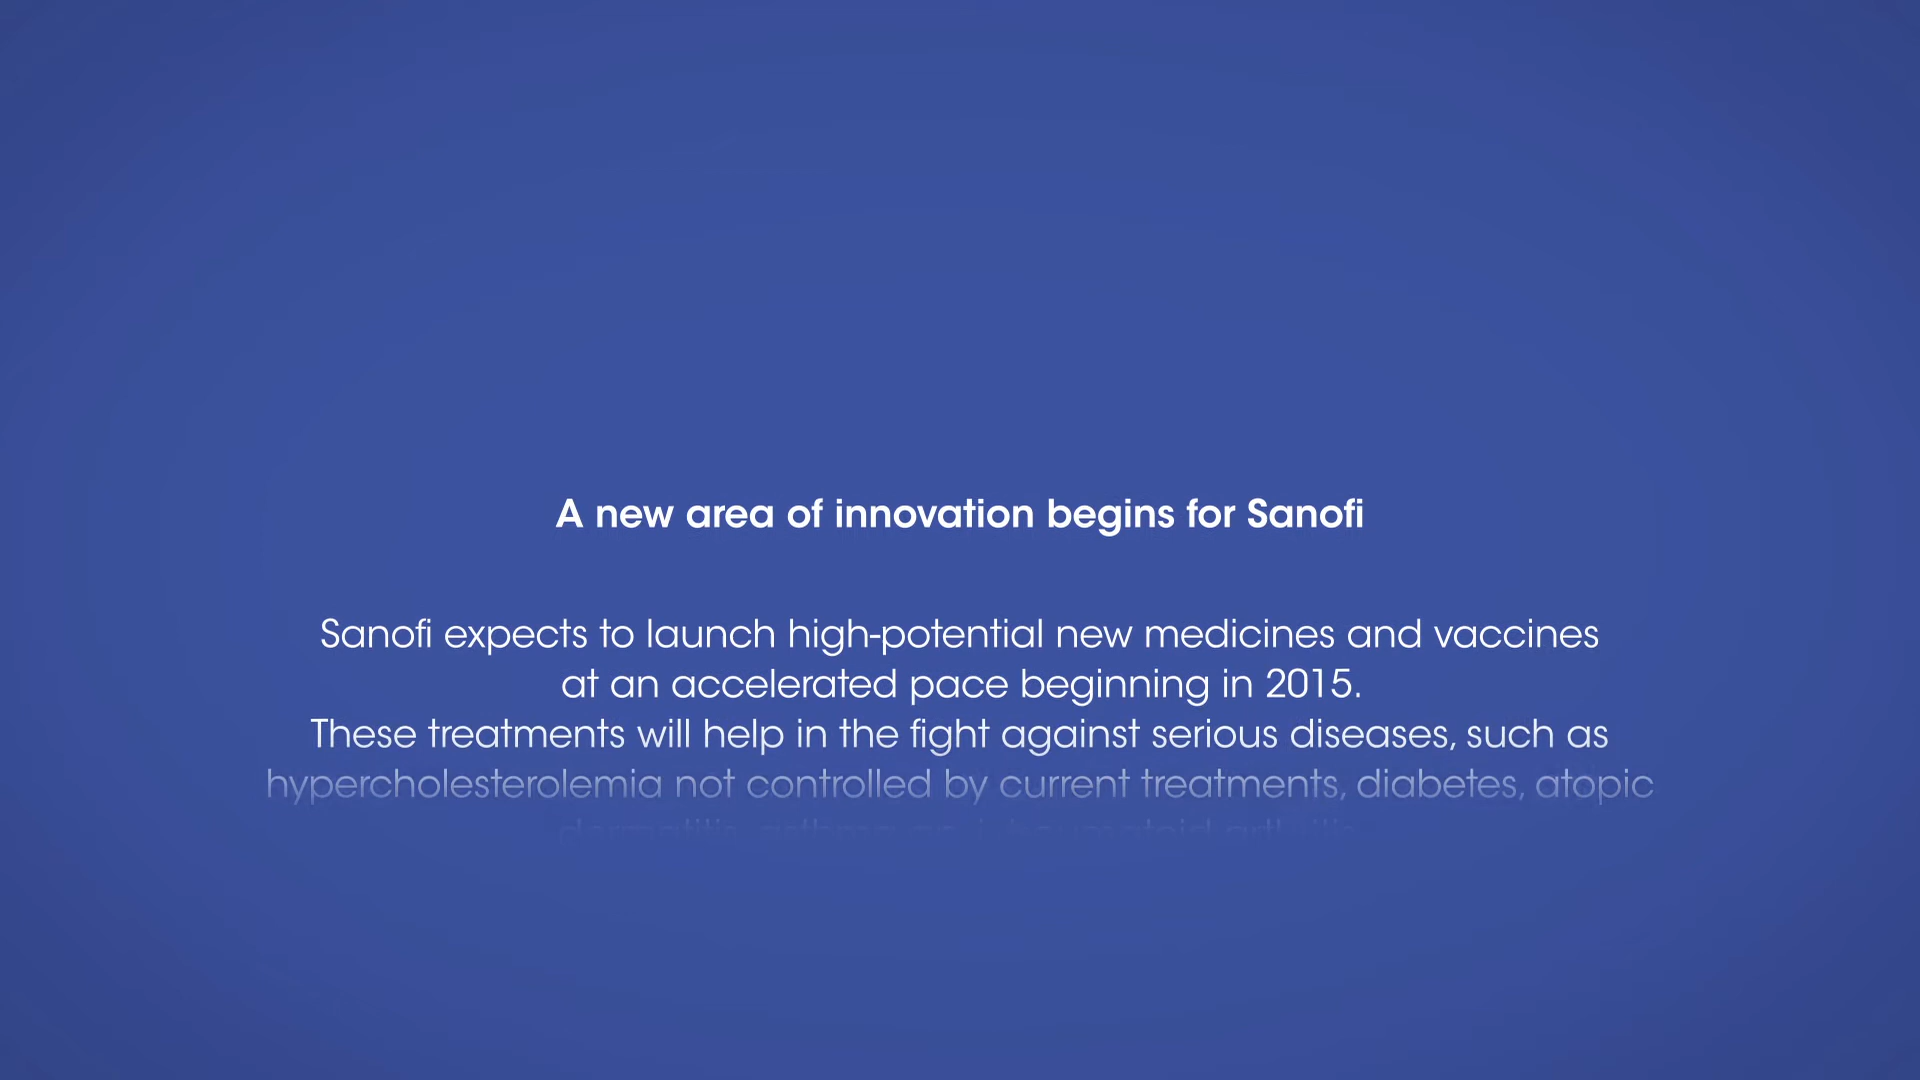 A new area of innovation begins for Sanofi
Sanofi expects to launch high-potential new medicines and vaccines
at an accelerated pace beginning in 2015.
These treatments will help in the fight against serious diseases, such as
hypercholesterolemia not controlled by current treatments, diabetes, atopic